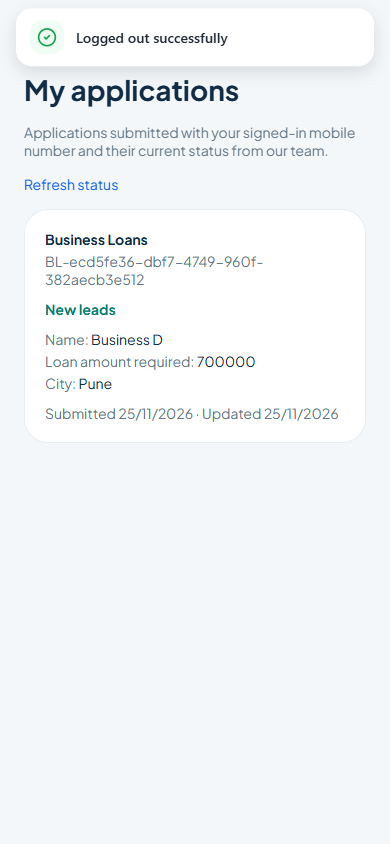 Logged out successfully
My applications
Applications submitted with your signed-in mobile
number and their current status from our team.
Refresh status
Business Loans
BL-ecd5fe36-dbf7-4749-960f-
382aecb3e512
New leads
Name: Business D
Loan amount required: 700000
City: Pune
Submitted 25/11/2026 · Updated 25/11/2026